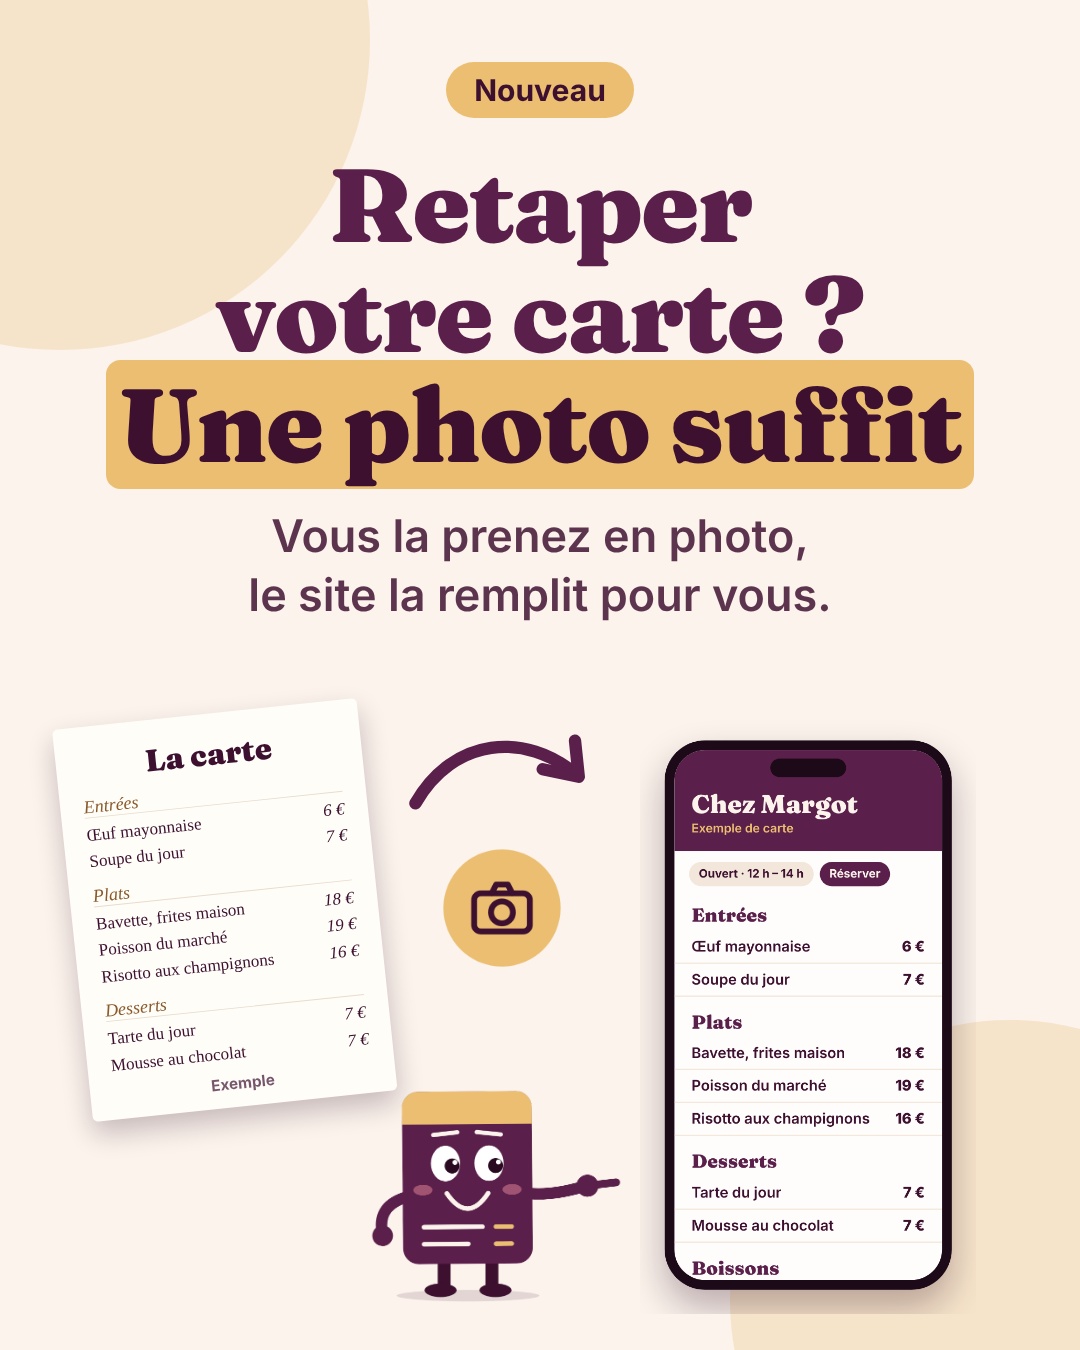 Nouveau
Retaper
votre carte ?
Une photo suffit
Vous la prenez en photo,
le site la remplit pour vous.
La carte
Entrées
Œuf mayonnaise 6 €
Soupe du jour 7 €
Plats
Bavette, frites maison 18 €
Poisson du marché 19 €
Risotto aux champignons 16 €
Desserts
Tarte du jour 7 €
Mousse au chocolat 7 €
Exemple
Chez Margot
Exemple de carte
Ouvert · 12 h – 14 h Réserver
Entrées
Œuf mayonnaise 6 €
Soupe du jour 7 €
Plats
Bavette, frites maison 18 €
Poisson du marché 19 €
Risotto aux champignons 16 €
Desserts
Tarte du jour 7 €
Mousse au chocolat 7 €
Boissons